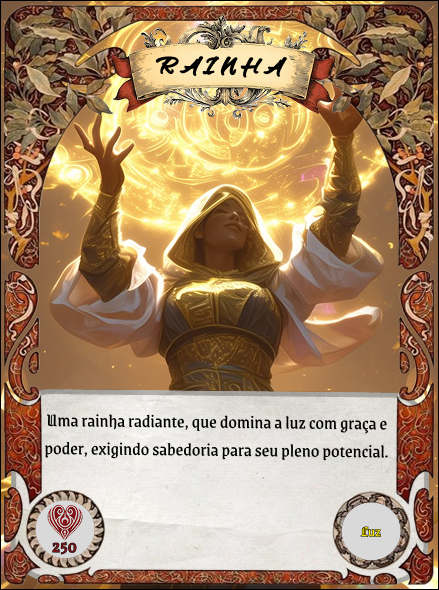 RAINHA
Uma rainha radiante, que domina a luz com graça e
poder, exigindo sabedoria para seu pleno potencial.
250
Luz